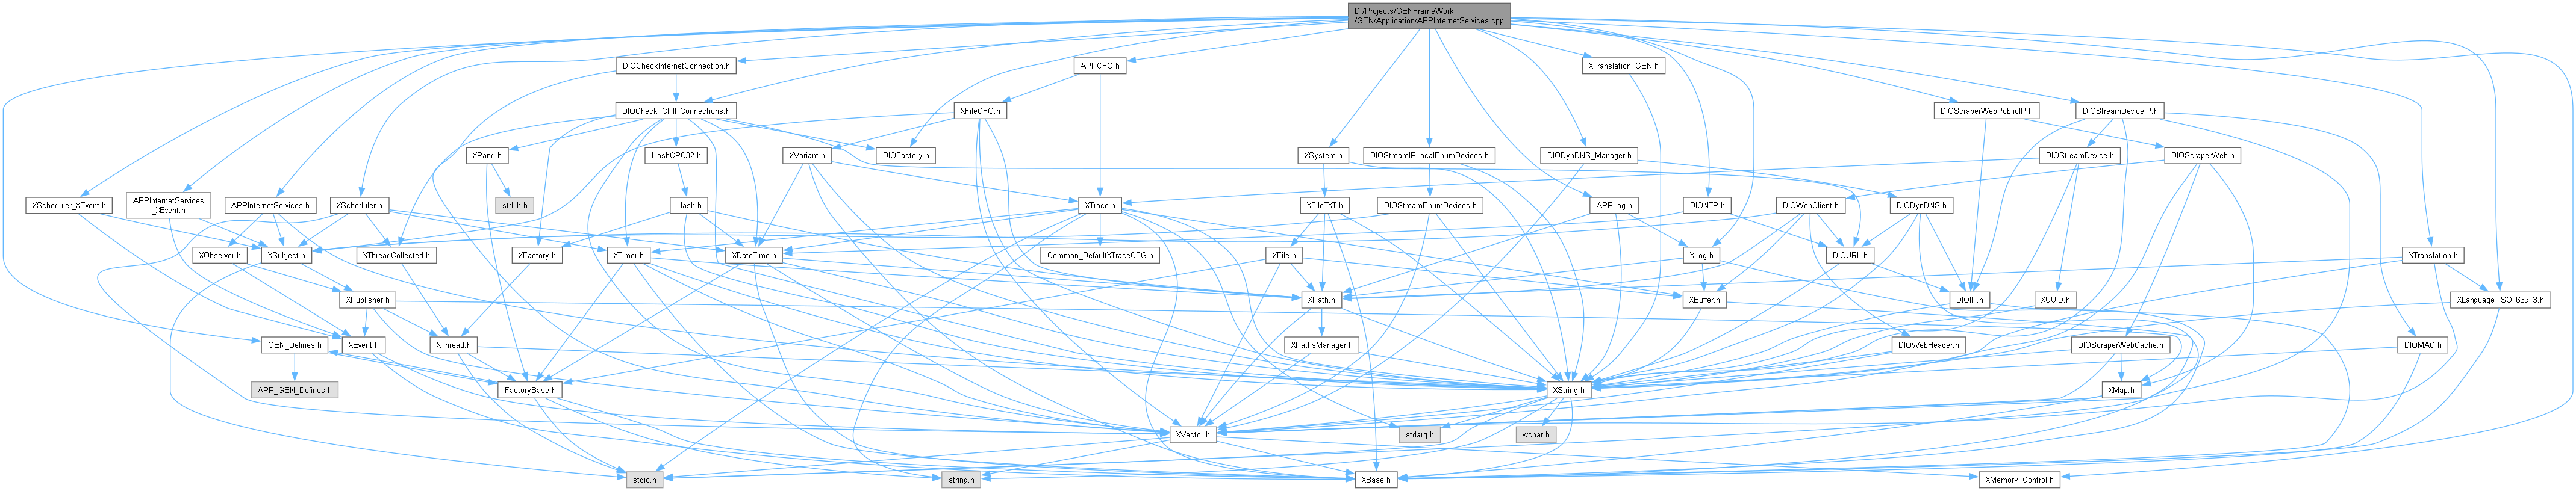 D:/Projects/GENFrameWork
/GEN/Application/APPInternetServices.cpp
DIOCheckInternetConnection.h
APPCFG.h
XTranslation_GEN.h
DIOCheckTCPIPConnections.h
XFileCFG.h
DIOScraperWebPublicIP.h
DIOStreamDeviceIP.h
XRand.h
HashCRC32.h
XVariant.h
DIOFactory.h
XSystem.h
DIOStreamIPLocalEnumDevices.h
DIODynDNS_Manager.h
DIOStreamDevice.h
DIOScraperWeb.h
XScheduler_XEvent.h
APPInternetServices
_XEvent.h
APPInternetServices.h
XScheduler.h
stdlib.h
Hash.h
XTrace.h
DIOStreamEnumDevices.h
XFileTXT.h
APPLog.h
DIONTP.h
DIOWebClient.h
DIODynDNS.h
XObserver.h
XSubject.h
XThreadCollected.h
XFactory.h
XTimer.h
XDateTime.h
Common_DefaultXTraceCFG.h
XFile.h
XLog.h
DIOURL.h
XTranslation.h
XPublisher.h
XPath.h
XBuffer.h
DIOIP.h
XUUID.h
XLanguage_ISO_639_3.h
GEN_Defines.h
XEvent.h
XThread.h
XPathsManager.h
DIOWebHeader.h
DIOScraperWebCache.h
DIOMAC.h
APP_GEN_Defines.h
FactoryBase.h
XString.h
XMap.h
XVector.h
stdarg.h
wchar.h
stdio.h
string.h
XBase.h
XMemory_Control.h